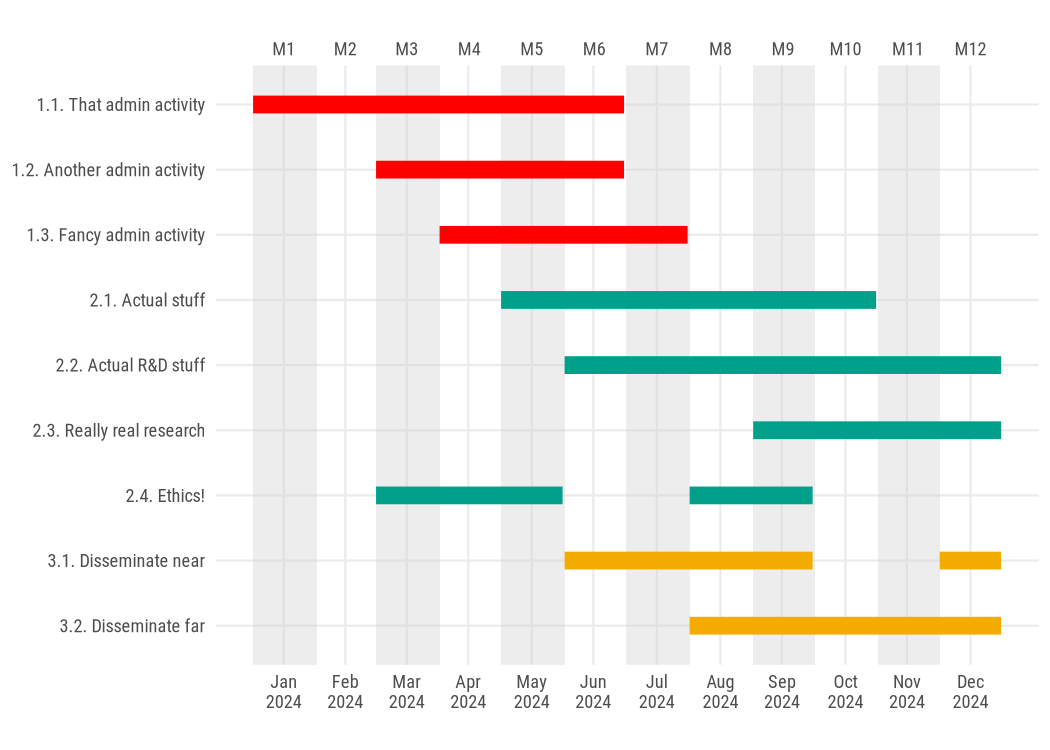 M1 M2 M3 M4 M5 M6 M7 M8 M9 M10 M11 M12
1.1. That admin activity
1.2. Another admin activity
1.3. Fancy admin activity
2.1. Actual stuff
2.2. Actual R&D stuff
2.3. Really real research
2.4. Ethics!
3.1. Disseminate near
3.2. Disseminate far
Jan Feb Mar Apr May Jun Jul Aug Sep Oct Nov Dec
2024 2024 2024 2024 2024 2024 2024 2024 2024 2024 2024 2024